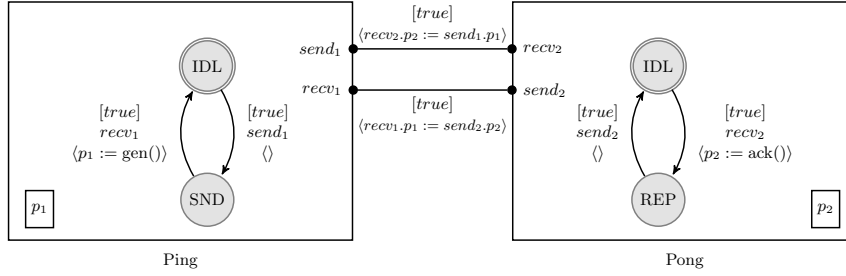 [true]
⟨recv₂.p₂ := send₁.p₁⟩
send₁
recv₂
recv₁
send₂
[true]
⟨recv₁.p₁ := send₂.p₂⟩
IDL
[true]
recv₁
⟨p₁ := gen()⟩
[true]
send₁
⟨⟩
SND
p₁
Ping
IDL
[true]
send₂
⟨⟩
[true]
recv₂
⟨p₂ := ack()⟩
REP
p₂
Pong